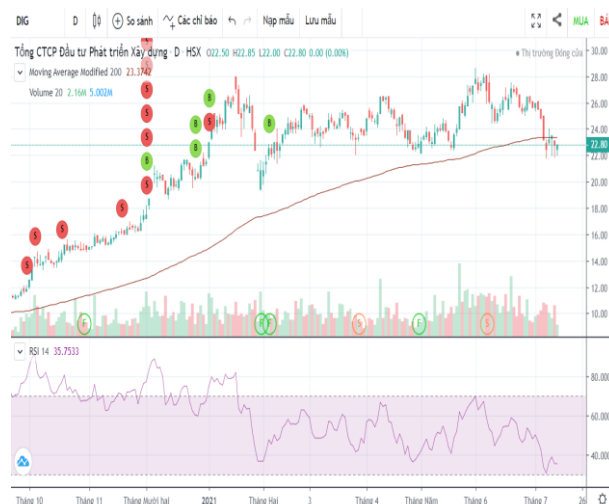 DIG D So sánh Các chỉ báo Nạp mẫu Lưu mẫu MUA BÁ
Tổng CTCP Đầu tư Phát triển Xây dựng · D · HSX O22.50 H22.85 L22.00 C22.80 0.00 (0.00%) Thị trường Đóng cửa
Moving Average Modified 200 23.3742
Volume 20 2.16M 5.002M
30.00
28.00
26.00
24.00
22.80
22.00
20.00
18.00
16.00
14.00
12.00
10.00
S
S
S
S
S
S
B
S
B
B
B
S
B
F
F
F
S
F
S
RSI 14 35.7533
80.0000
60.0000
40.0000
Tháng 10 Tháng 11 Tháng Mười hai 2021 Tháng Hai 3 Tháng 4 Tháng Năm Tháng 6 Tháng 7 26